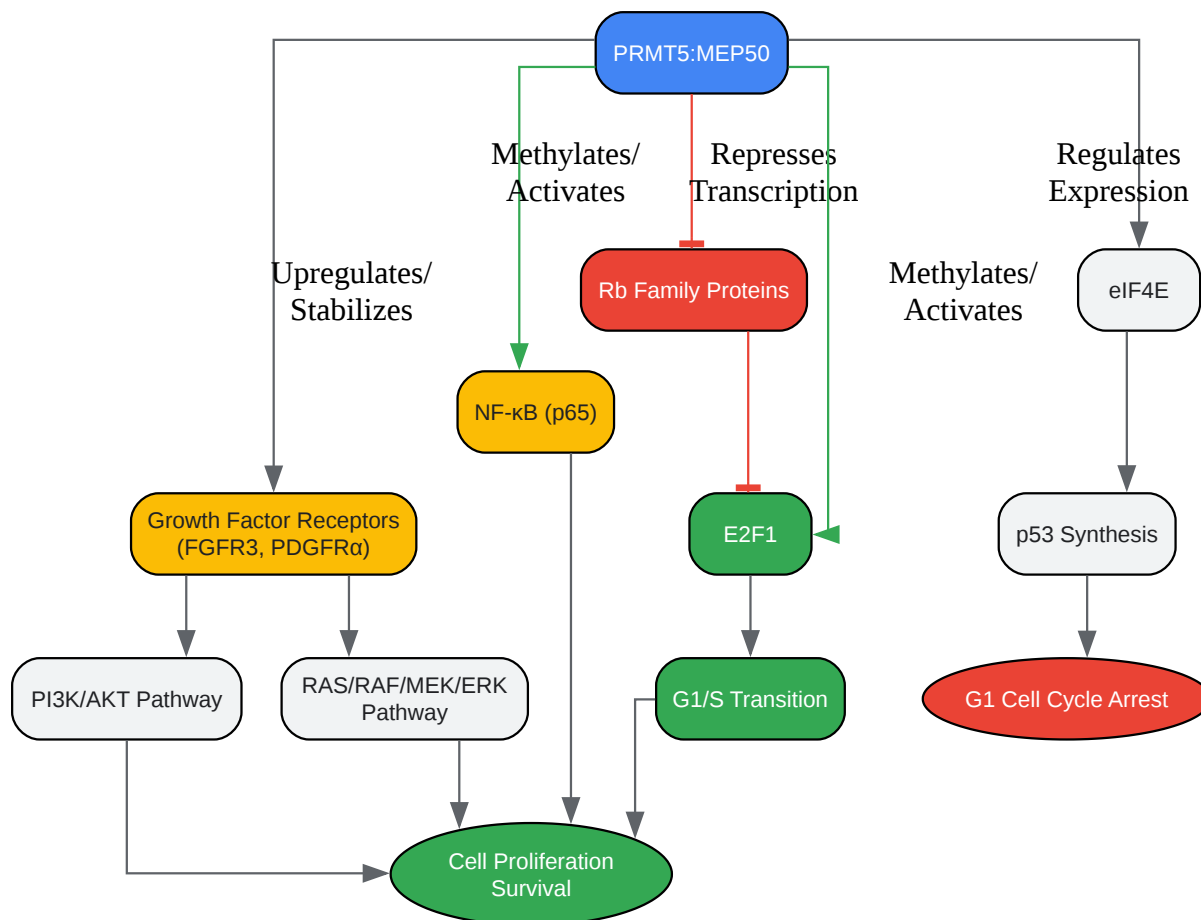 PRMT5:MEP50
Methylates/
Activates
Represses
Transcription
Regulates
Expression
Upregulates/
Stabilizes
Rb Family Proteins
Methylates/
Activates
eIF4E
NF-κB (p65)
Growth Factor Receptors
(FGFR3, PDGFRα)
E2F1
p53 Synthesis
PI3K/AKT Pathway
RAS/RAF/MEK/ERK
Pathway
G1/S Transition
G1 Cell Cycle Arrest
Cell Proliferation
Survival